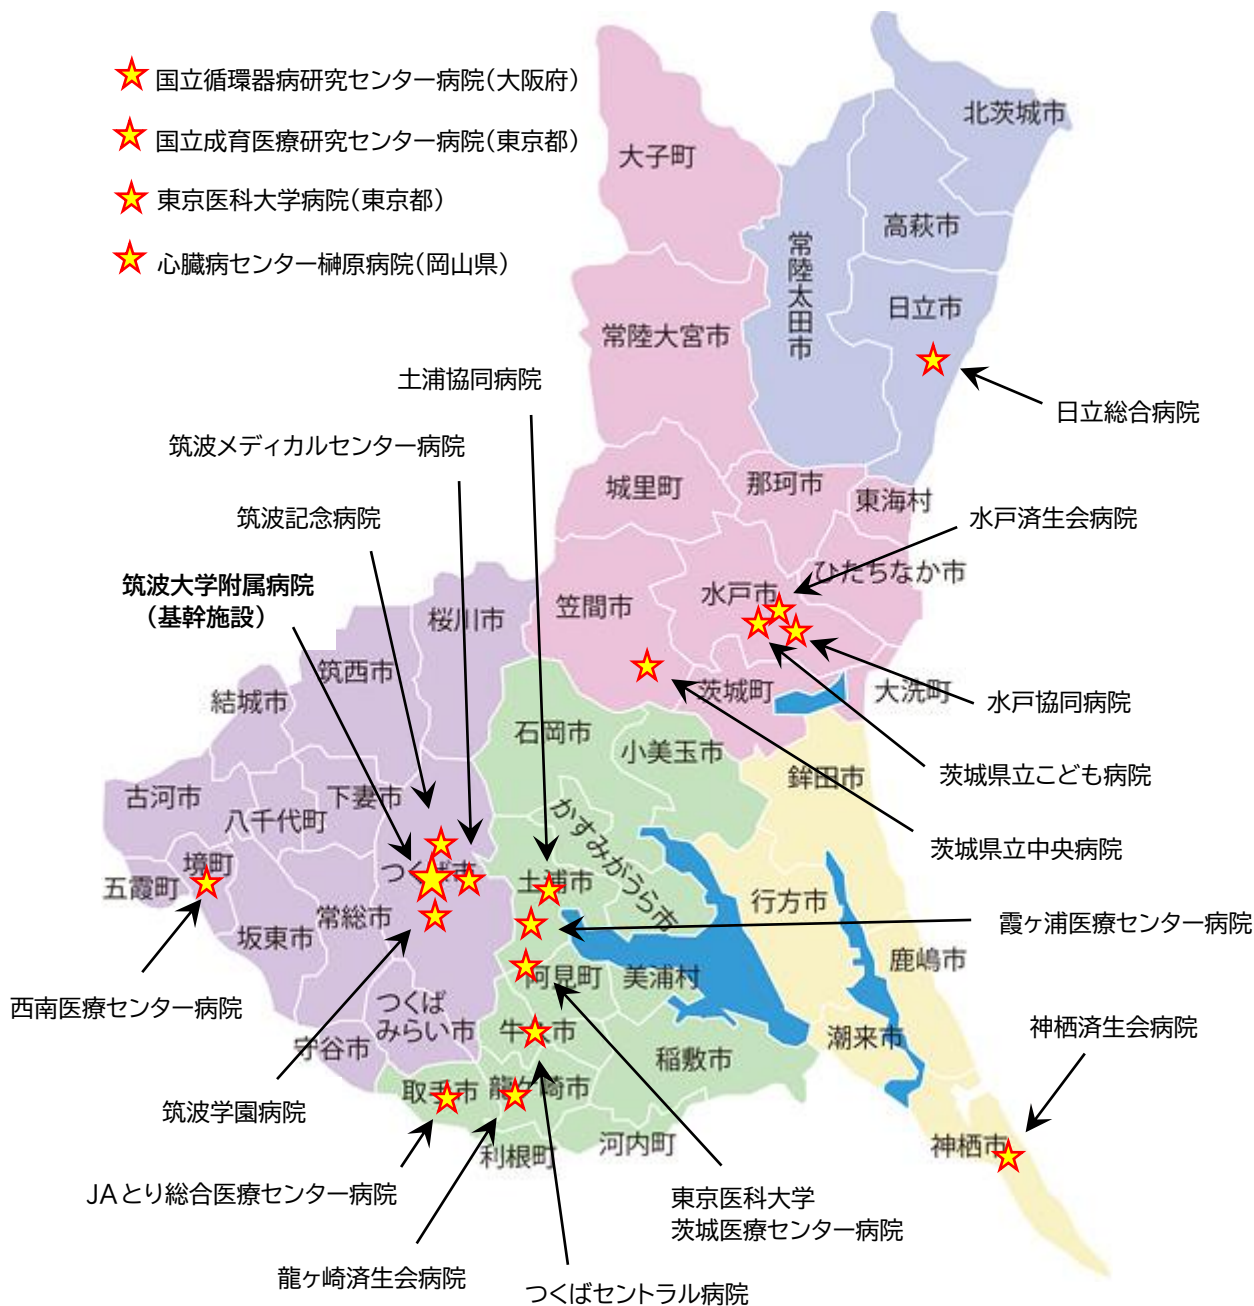 国立循環器病研究センター病院(大阪府)
国立成育医療研究センター病院(東京都)
東京医科大学病院(東京都)
心臓病センター榊原病院(岡山県)
北茨城市
大子町
高萩市
常陸太田市
日立市
常陸大宮市
土浦協同病院
日立総合病院
筑波メディカルセンター病院
城里町
那珂市
東海村
筑波記念病院
水戸済生会病院
ひたちなか市
筑波大学附属病院
(基幹施設)
桜川市
笠間市
水戸市
筑西市
結城市
茨城町
大洗町
水戸協同病院
石岡市
小美玉市
鉾田市
茨城県立こども病院
古河市
下妻市
八千代町
かすみがうら市
茨城県立中央病院
境町
五霞町
つくば市
土浦市
行方市
常総市
坂東市
霞ヶ浦医療センター病院
鹿嶋市
阿見町
美浦村
西南医療センター病院
つくば
みらい市
守谷市
牛久市
稲敷市
潮来市
神栖済生会病院
取手市
龍ケ崎市
筑波学園病院
利根町
河内町
神栖市
JAとり総合医療センター病院
東京医科大学
茨城医療センター病院
龍ヶ崎済生会病院
つくばセントラル病院